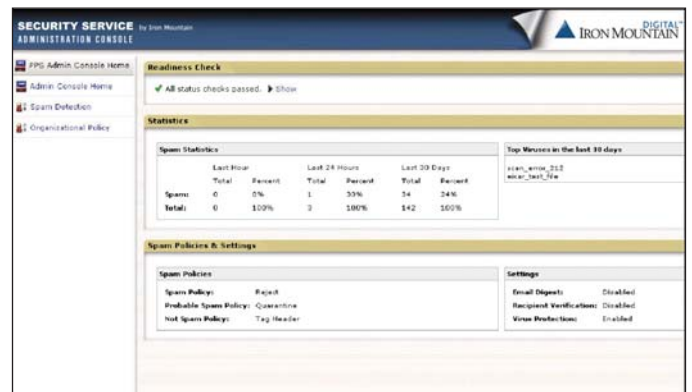 SECURITY SERVICE by Iron Mountain
ADMINISTRATION CONSOLE
DIGITAL
IRON MOUNTAIN
PPG Admin Console Home
Admin Console Home
Spam Detection
Organizational Policy
Readiness Check
All status checks passed. Show
Statistics
Spam Statistics
Last Hour Last 24 Hours Last 30 Days
Total Percent Total Percent Total Percent
Spam: 0 0% 1 33% 34 24%
Total: 0 100% 3 100% 142 100%
Top Viruses in the last 30 days
scan_error_212
eicar_test_file
Spam Policies & Settings
Spam Policies
Spam Policy: Reject
Probable Spam Policy: Quarantine
Not Spam Policy: Tag Header
Settings
Email Digest: Disabled
Recipient Verification: Disabled
Virus Protection: Enabled